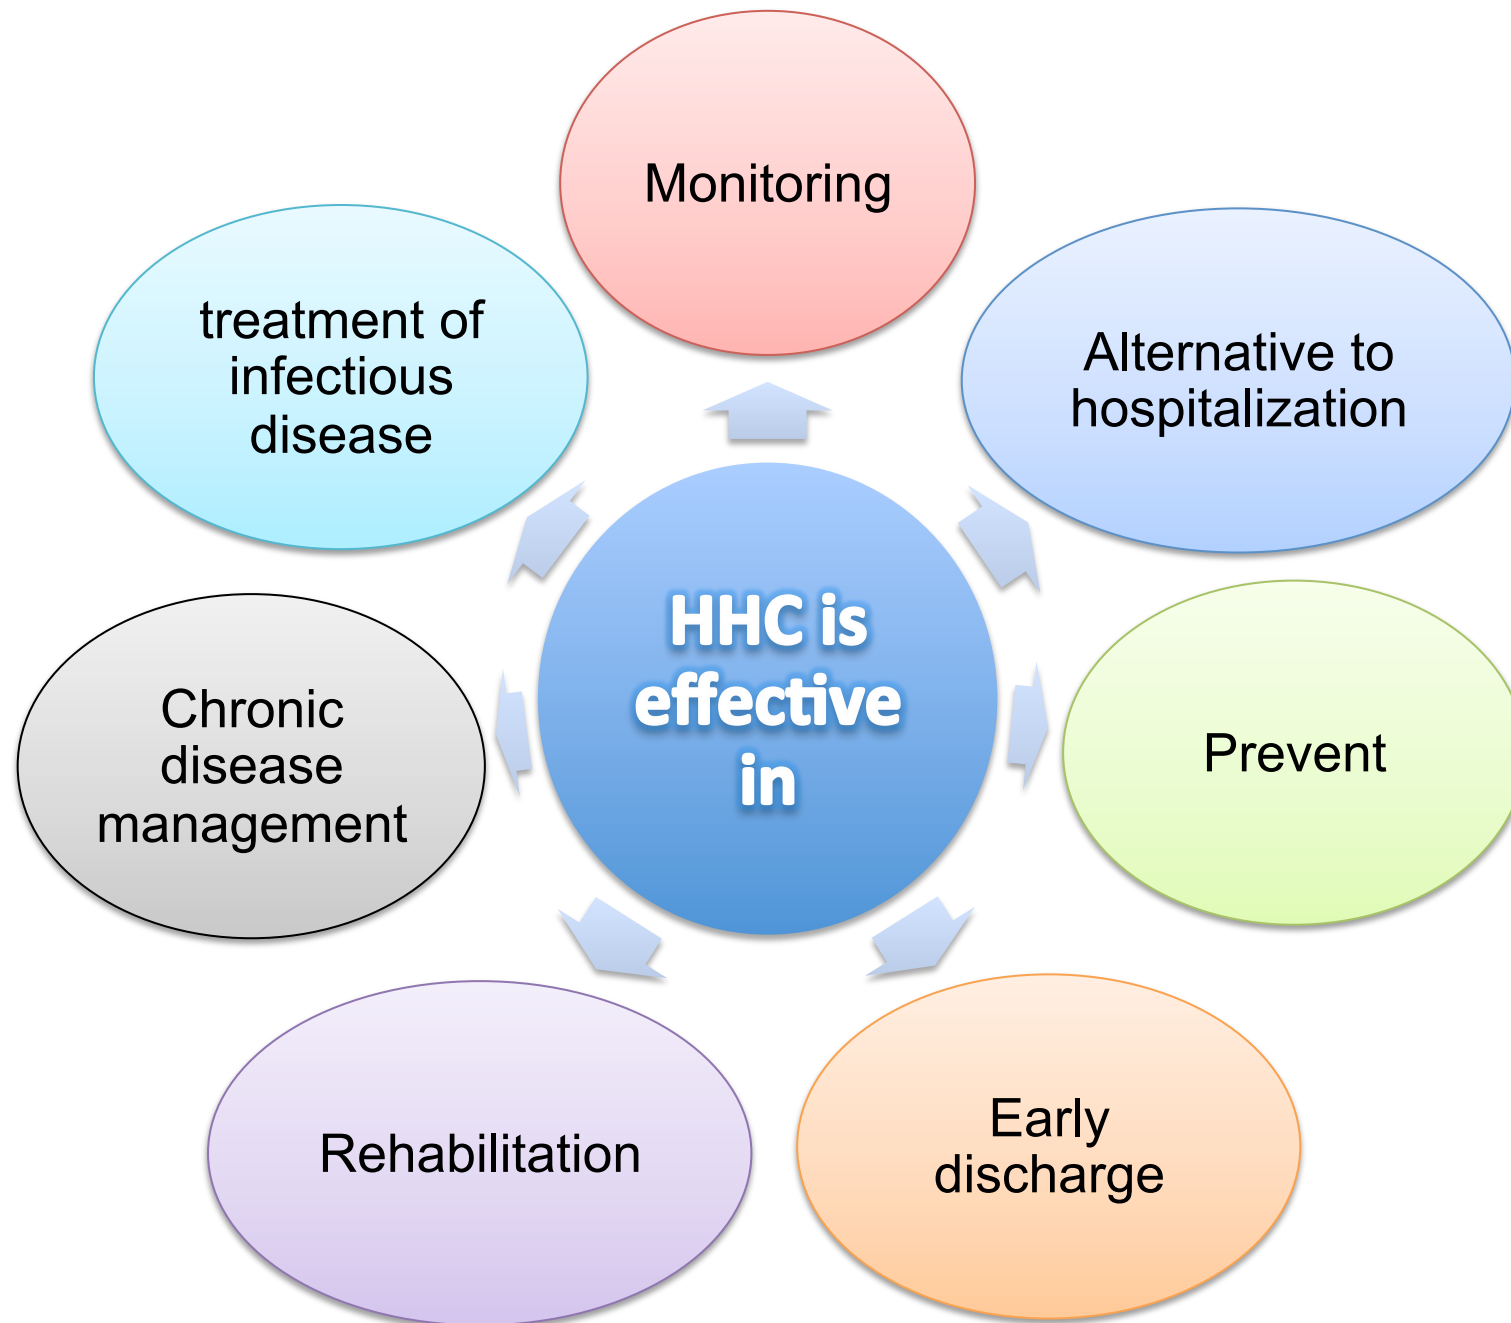 Monitoring
treatment of
infectious
disease
Alternative to
hospitalization
HHC is
effective
in
Chronic
disease
management
Prevent
Rehabilitation
Early
discharge